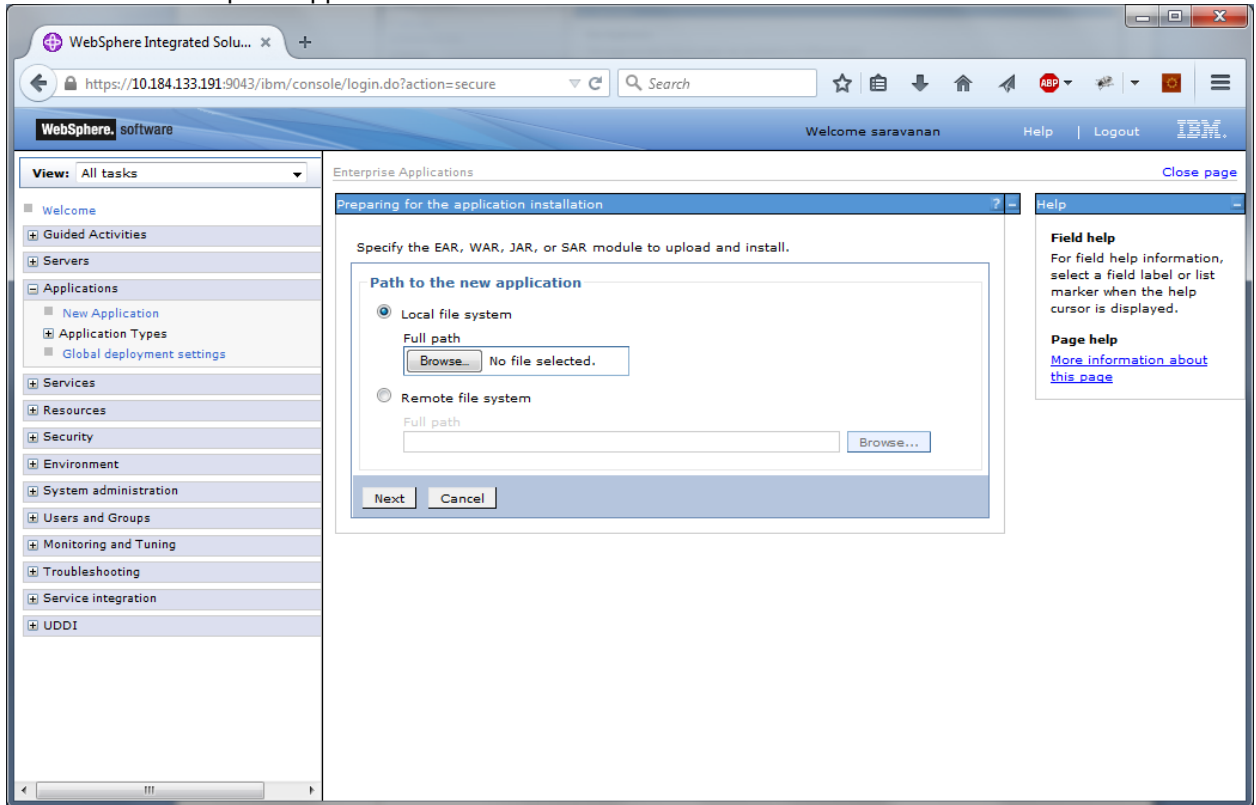 WebSphere Integrated Solu...
https://10.184.133.191:9043/ibm/console/login.do?action=secure
Search
ABP
WebSphere. software
Welcome saravanan
Help | Logout
IBM.
View: All tasks
Welcome
Guided Activities
Servers
Applications
New Application
Application Types
Global deployment settings
Services
Resources
Security
Environment
System administration
Users and Groups
Monitoring and Tuning
Troubleshooting
Service integration
UDDI
Enterprise Applications
Close page
Preparing for the application installation
? -
Specify the EAR, WAR, JAR, or SAR module to upload and install.
Path to the new application
Local file system
Full path
Browse... No file selected.
Remote file system
Full path
Browse...
Next Cancel
Help
Field help
For field help information,
select a field label or list
marker when the help
cursor is displayed.
Page help
More information about
this page